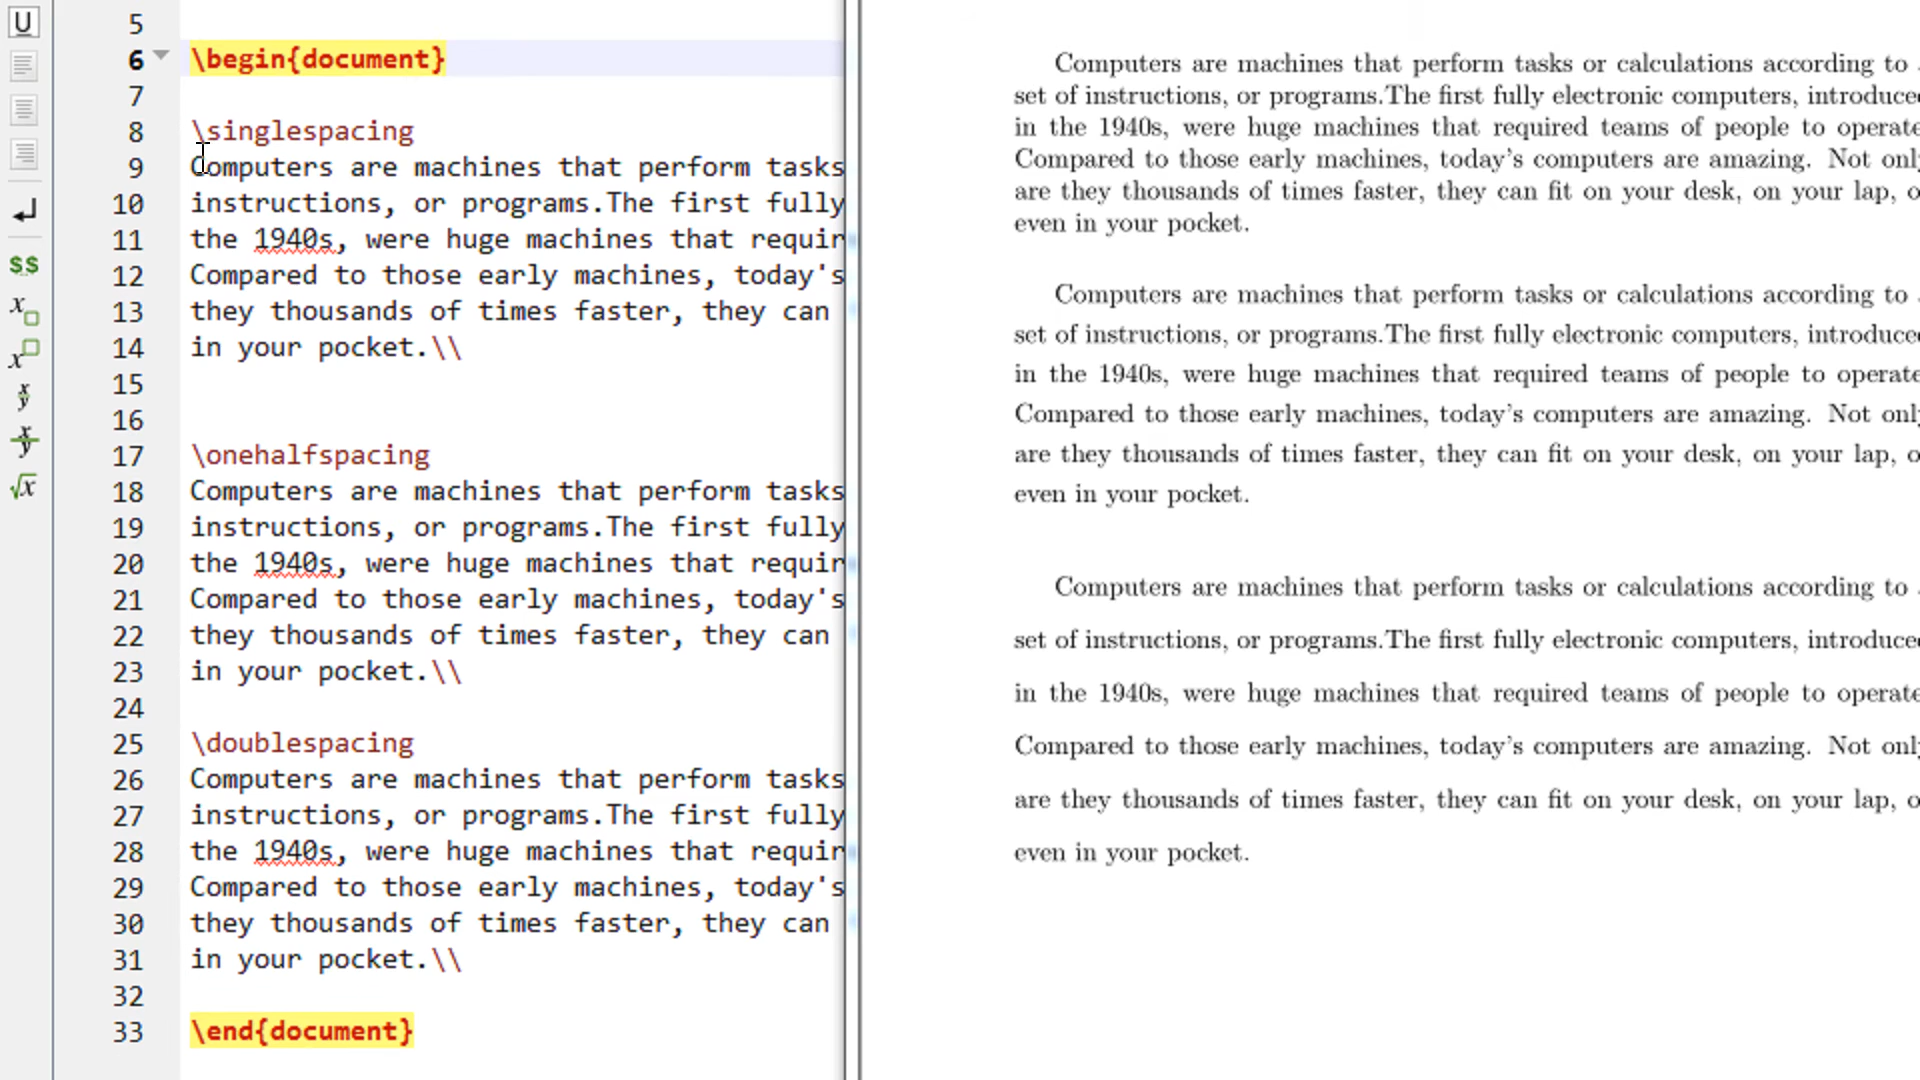 5
6 \begin{document}
7
8 \singlespacing
9 Computers are machines that perform tasks
10 instructions, or programs.The first fully
11 the 1940s, were huge machines that requir
12 Compared to those early machines, today's
13 they thousands of times faster, they can
14 in your pocket.\\
15
16
17 \onehalfspacing
18 Computers are machines that perform tasks
19 instructions, or programs.The first fully
20 the 1940s, were huge machines that requir
21 Compared to those early machines, today's
22 they thousands of times faster, they can
23 in your pocket.\\
24
25 \doublespacing
26 Computers are machines that perform tasks
27 instructions, or programs.The first fully
28 the 1940s, were huge machines that requir
29 Compared to those early machines, today's
30 they thousands of times faster, they can
31 in your pocket.\\
32
33 \end{document}
U
$$
x
x
x
y
x
y
√x
Computers are machines that perform tasks or calculations according to
set of instructions, or programs.The first fully electronic computers, introduce
in the 1940s, were huge machines that required teams of people to operate
Compared to those early machines, today's computers are amazing. Not onl
are they thousands of times faster, they can fit on your desk, on your lap, o
even in your pocket.
Computers are machines that perform tasks or calculations according to
set of instructions, or programs.The first fully electronic computers, introduce
in the 1940s, were huge machines that required teams of people to operate
Compared to those early machines, today's computers are amazing. Not onl
are they thousands of times faster, they can fit on your desk, on your lap, o
even in your pocket.
Computers are machines that perform tasks or calculations according to
set of instructions, or programs.The first fully electronic computers, introduce
in the 1940s, were huge machines that required teams of people to operate
Compared to those early machines, today's computers are amazing. Not onl
are they thousands of times faster, they can fit on your desk, on your lap, o
even in your pocket.